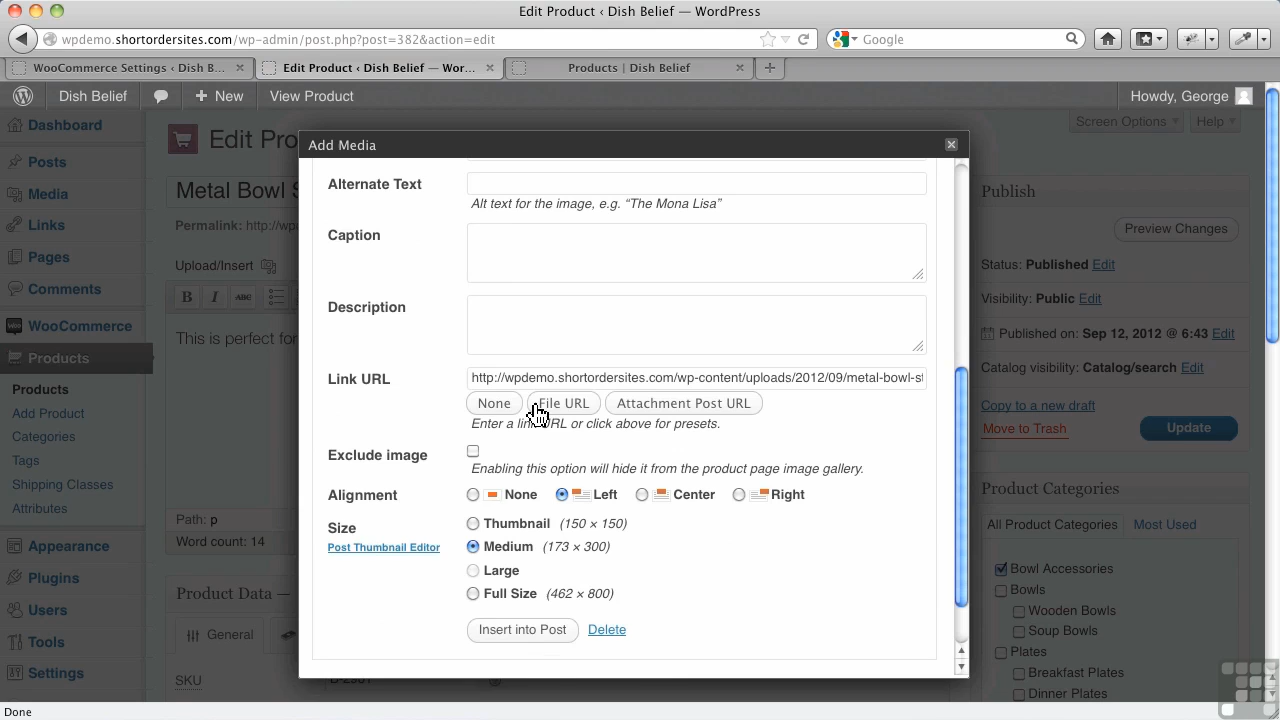 Edit Product ‹ Dish Belief — WordPress
wpdemo.shortordersites.com/wp-admin/post.php?post=382&action=edit
Google
WooCommerce Settings ‹ Dish B...
Edit Product ‹ Dish Belief — Wor...
Products | Dish Belief
Dish Belief
+ New
View Product
Howdy, George
Dashboard
Posts
Media
Links
Pages
Comments
WooCommerce
Products
Products
Add Product
Categories
Tags
Shipping Classes
Attributes
Appearance
Plugins
Users
Tools
Settings
Screen Options
Help
Edit Pro
Metal Bowl S
Permalink: http://wp
Upload/Insert
B I ABC
This is perfect for
Path: p
Word count: 14
Product Data —
General
SKU
Add Media
Alternate Text
Alt text for the image, e.g. “The Mona Lisa”
Caption
Description
Link URL
http://wpdemo.shortordersites.com/wp-content/uploads/2012/09/metal-bowl-st
None
File URL
Attachment Post URL
Enter a link URL or click above for presets.
Exclude image
Enabling this option will hide it from the product page image gallery.
Alignment
None
Left
Center
Right
Size
Post Thumbnail Editor
Thumbnail (150 × 150)
Medium (173 × 300)
Large
Full Size (462 × 800)
Insert into Post
Delete
Publish
Preview Changes
Status: Published Edit
Visibility: Public Edit
Published on: Sep 12, 2012 @ 6:43 Edit
Catalog visibility: Catalog/search Edit
Copy to a new draft
Move to Trash
Update
Product Categories
All Product Categories
Most Used
Bowl Accessories
Bowls
Wooden Bowls
Soup Bowls
Plates
Breakfast Plates
Dinner Plates
Done